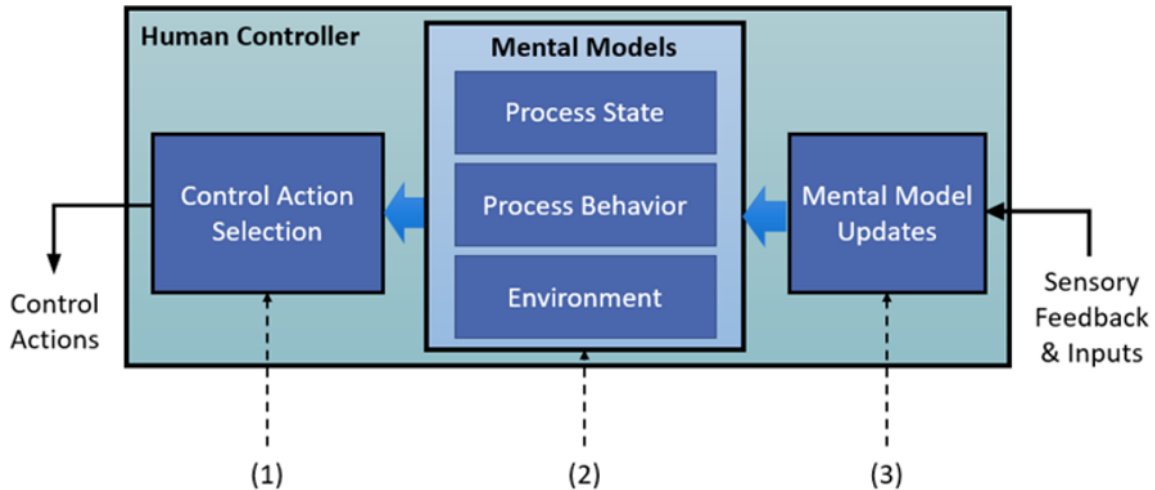 Human Controller
Mental Models
Process State
Process Behavior
Environment
Control Action
Selection
Mental Model
Updates
Control
Actions
Sensory
Feedback
& Inputs
(1)
(2)
(3)